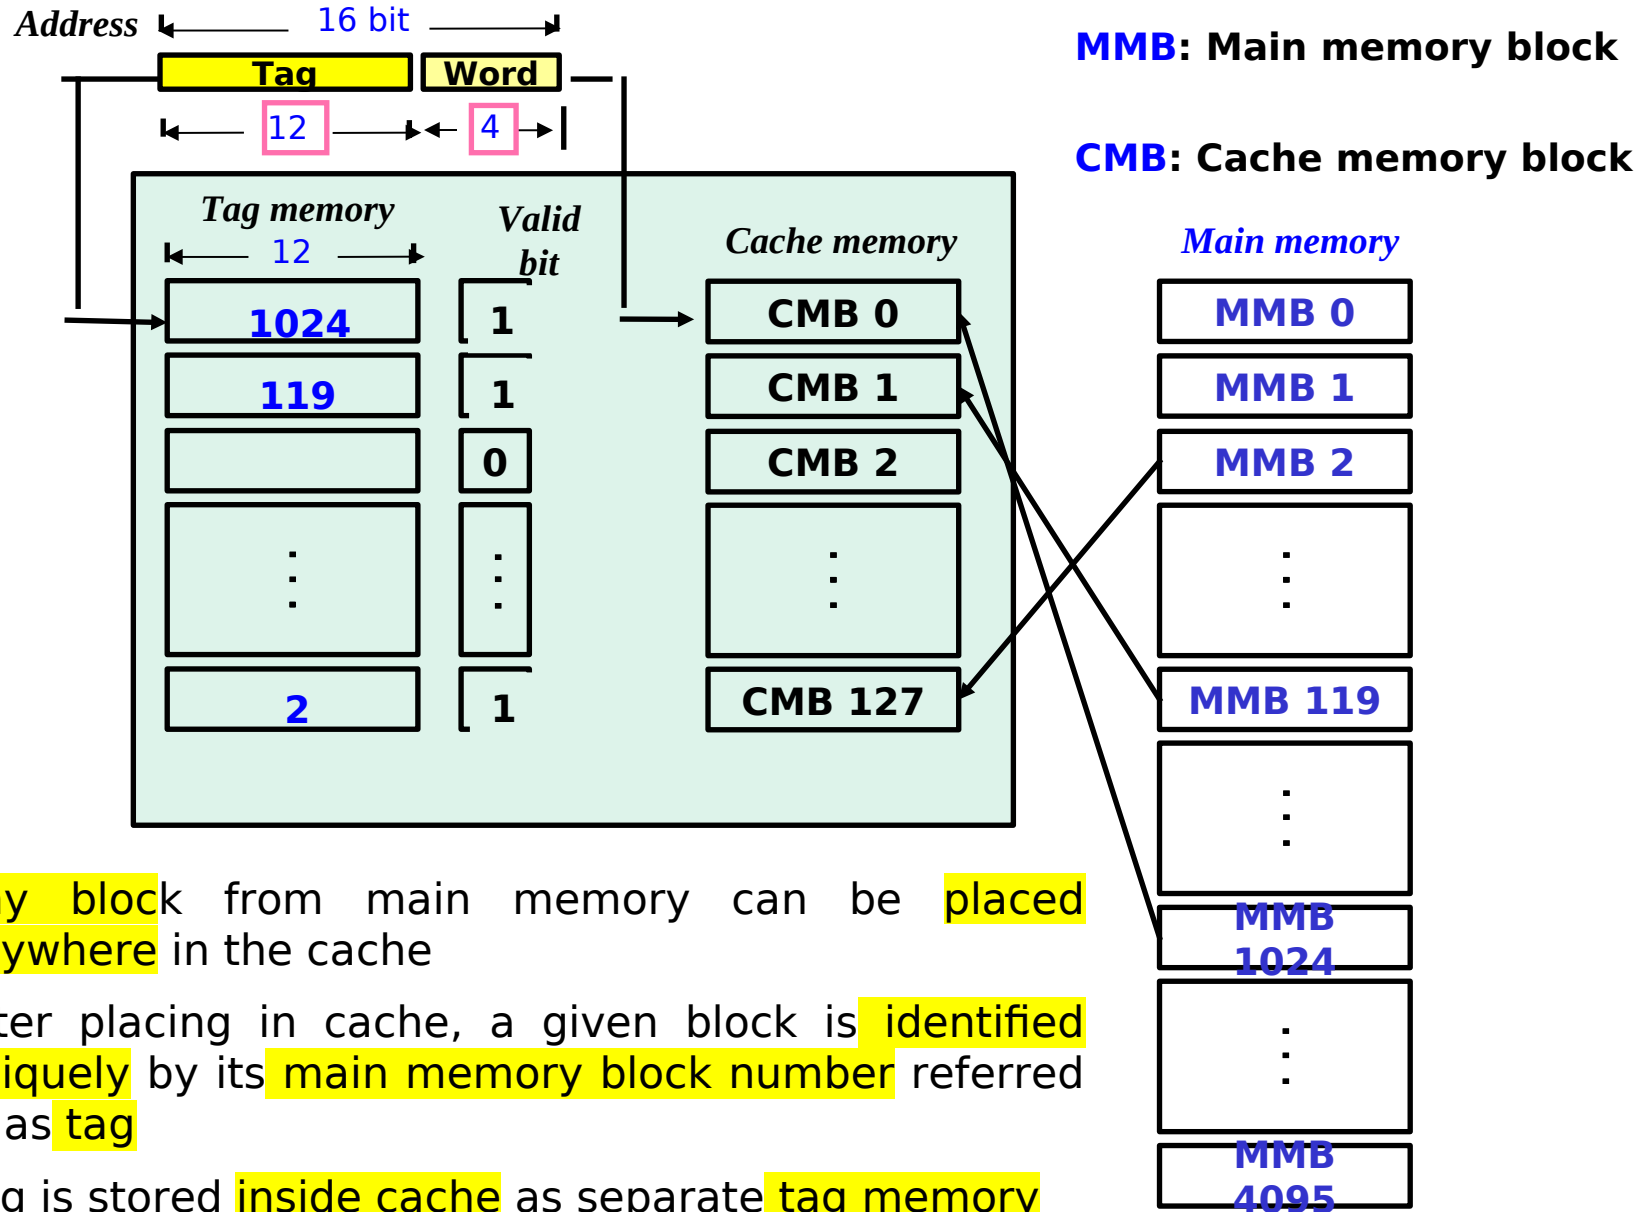 Address
16 bit
Tag Word
12 4
MMB: Main memory block
CMB: Cache memory block
Tag memory
12
Valid
bit
Cache memory
Main memory
1024 1 CMB 0 MMB 0
119 1 CMB 1 MMB 1
0 CMB 2 MMB 2
2 1 CMB 127 MMB 119
MMB
1024
MMB
4095
y block from main memory can be placed
ywhere in the cache
ter placing in cache, a given block is identified
iquely by its main memory block number referred
as tag
g is stored inside cache as separate tag memory